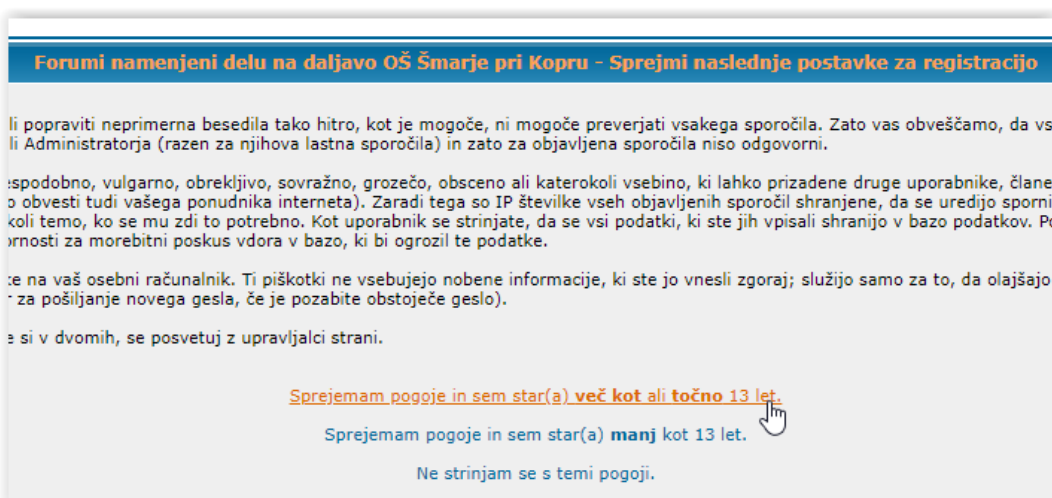 Forumi namenjeni delu na daljavo OŠ Šmarje pri Kopru - Sprejmi naslednje postavke za registracijo
li popraviti neprimerna besedila tako hitro, kot je mogoče, ni mogoče preverjati vsakega sporočila. Zato vas obveščamo, da vs
li Administratorja (razen za njihova lastna sporočila) in zato za objavljena sporočila niso odgovorni.
espodobno, vulgarno, obrekljivo, sovražno, grozečo, obsceno ali katerokoli vsebino, ki lahko prizadene druge uporabnike, člane
o obvesti tudi vašega ponudnika interneta). Zaradi tega so IP številke vseh objavljenih sporočil shranjene, da se uredijo sporni
koli temo, ko se mu zdi to potrebno. Kot uporabnik se strinjate, da se vsi podatki, ki ste jih vpisali shranijo v bazo podatkov. Po
ornosti za morebitni poskus vdora v bazo, ki bi ogrozil te podatke.
ke na vaš osebni računalnik. Ti piškotki ne vsebujejo nobene informacije, ki ste jo vnesli zgoraj; služijo samo za to, da olajšajo
r za pošiljanje novega gesla, če je pozabite obstoječe geslo).
e si v dvomih, se posvetuj z upravljalci strani.
Sprejemam pogoje in sem star(a) več kot ali točno 13 let.
Sprejemam pogoje in sem star(a) manj kot 13 let.
Ne strinjam se s temi pogoji.